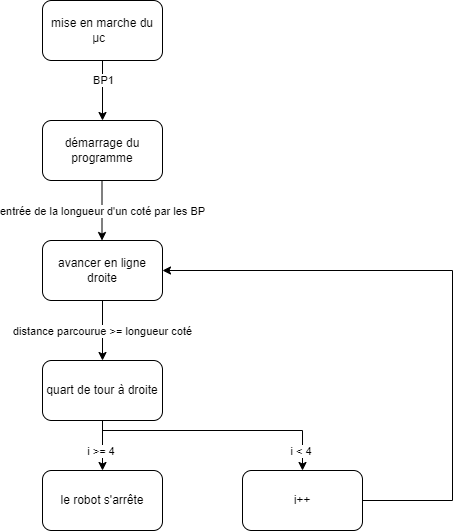 mise en marche du
µc
BP1
démarrage du
programme
entrée de la longueur d'un coté par les BP
avancer en ligne
droite
distance parcourue >= longueur coté
quart de tour à droite
i >= 4
i < 4
le robot s'arrête
i++